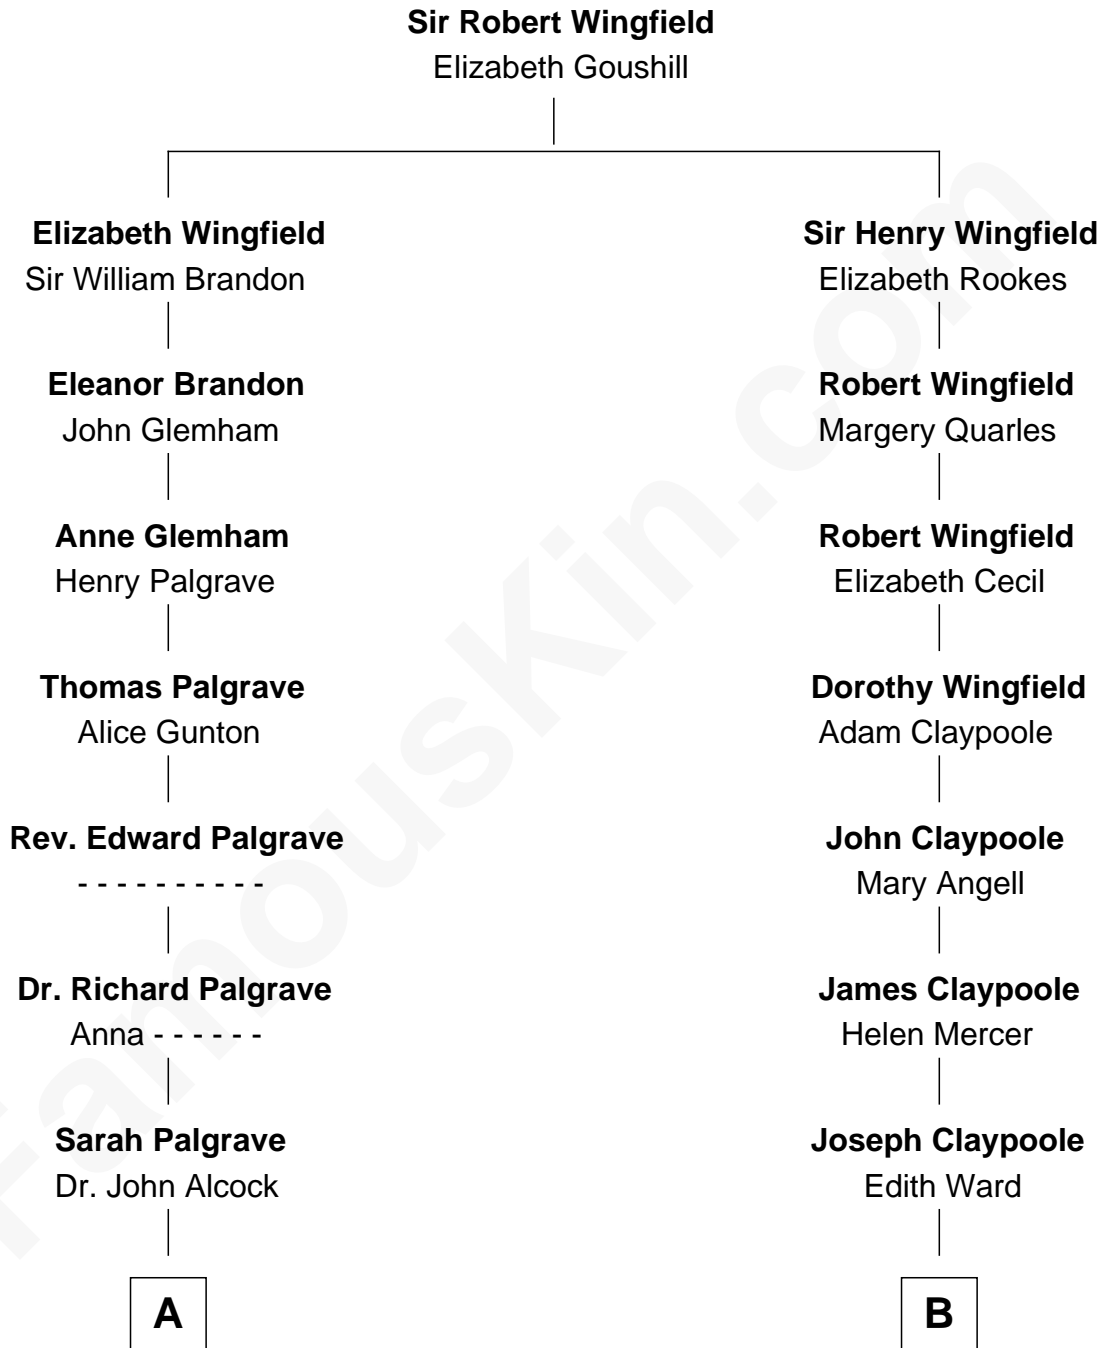 Sir Robert Wingfield
Elizabeth Goushill
Elizabeth Wingfield
Sir William Brandon
Sir Henry Wingfield
Elizabeth Rookes
Eleanor Brandon
John Glemham
Robert Wingfield
Margery Quarles
Anne Glemham
Henry Palgrave
Robert Wingfield
Elizabeth Cecil
Thomas Palgrave
Alice Gunton
Dorothy Wingfield
Adam Claypoole
Rev. Edward Palgrave
- - - - - - - - - -
John Claypoole
Mary Angell
Dr. Richard Palgrave
Anna - - - - - -
James Claypoole
Helen Mercer
Sarah Palgrave
Dr. John Alcock
Joseph Claypoole
Edith Ward
A
B
FamousKin.com